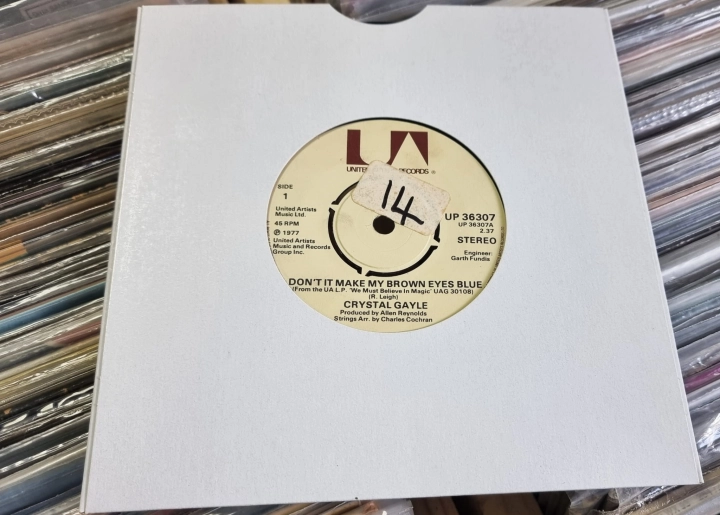 UA
UNITED RECORDS ®
14
SIDE
1
United Artists
Music Ltd.
45 RPM
℗ 1977
United Artists
Music and Records
Group Inc.
UP 36307
UP 36307A
2.37
STEREO
Engineer:
Garth Fundis
DON'T IT MAKE MY BROWN EYES BLUE
(From the UA L.P. 'We Must Believe In Magic' UAG 30108)
(R. Leigh)
CRYSTAL GAYLE
Produced by Allen Reynolds
Strings Arr. by Charles Cochran